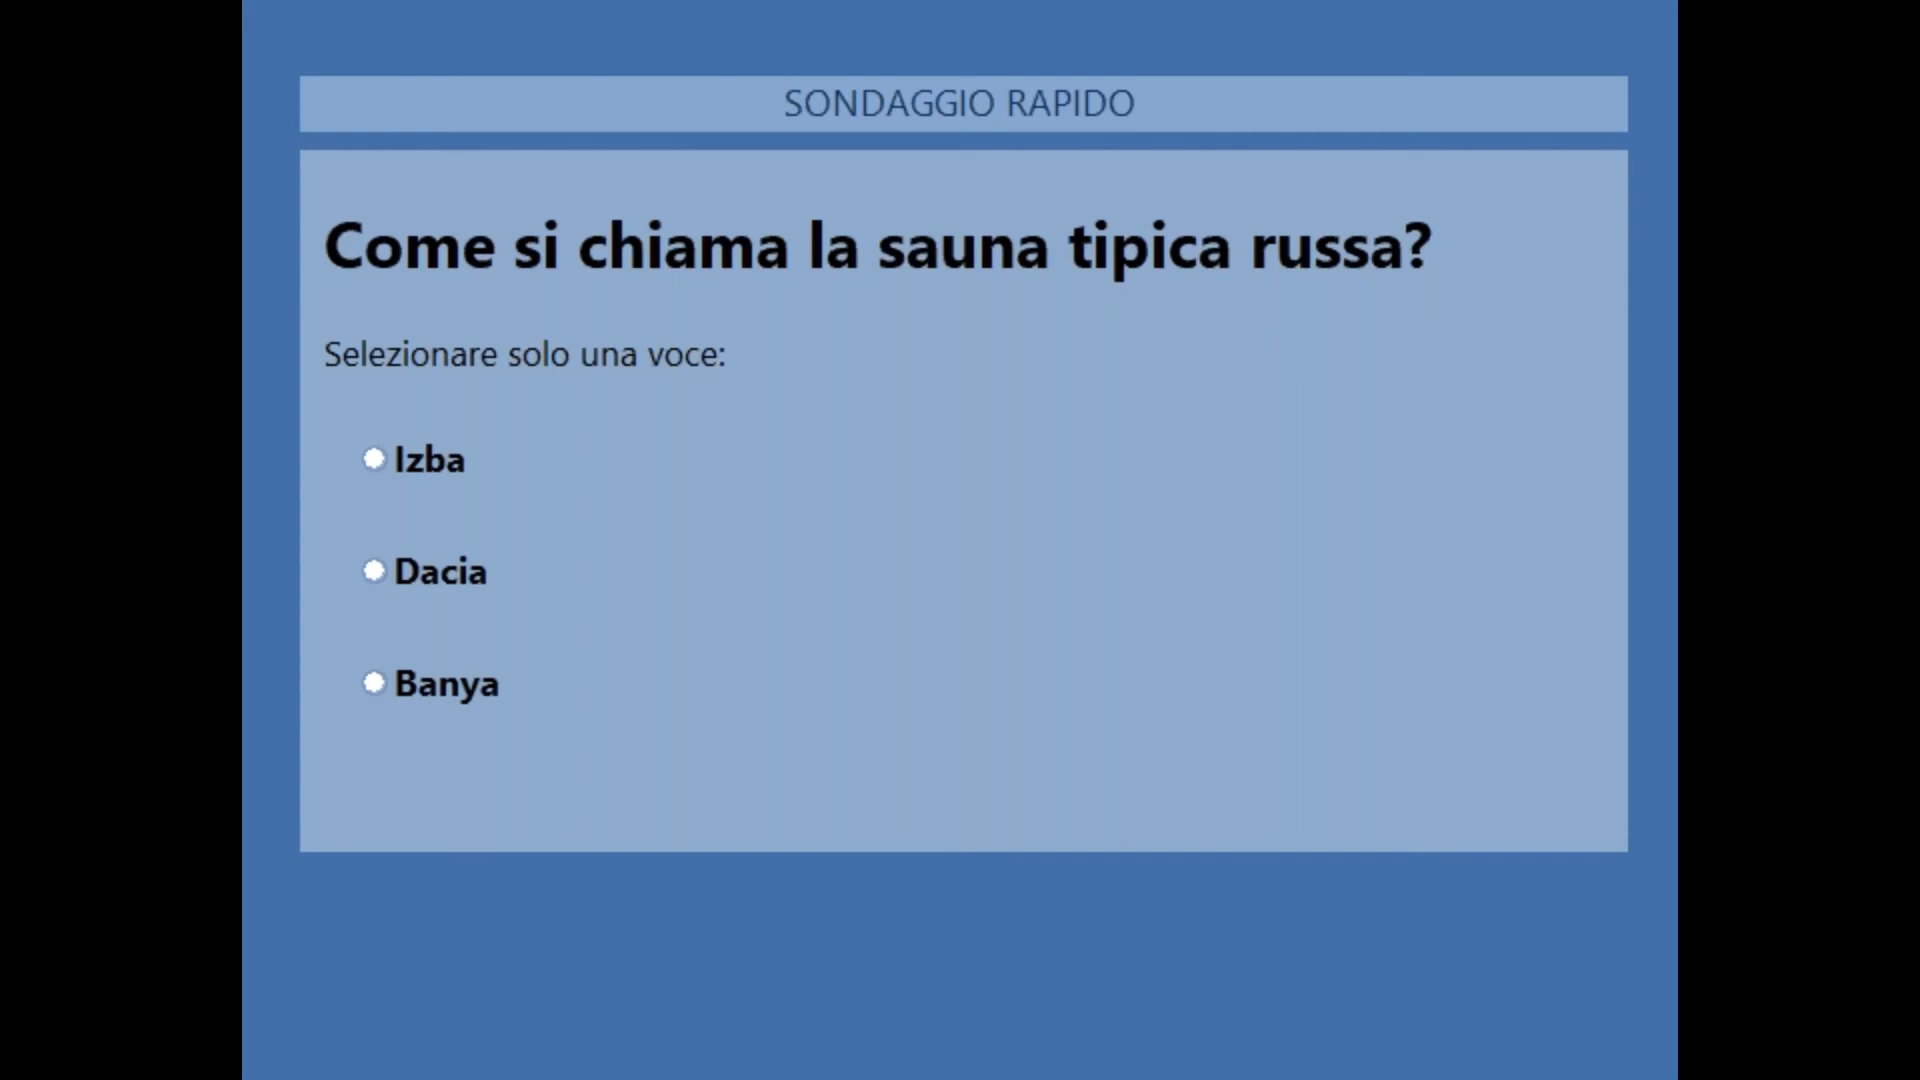 SONDAGGIO RAPIDO
Come si chiama la sauna tipica russa?
Selezionare solo una voce:
Izba
Dacia
Banya